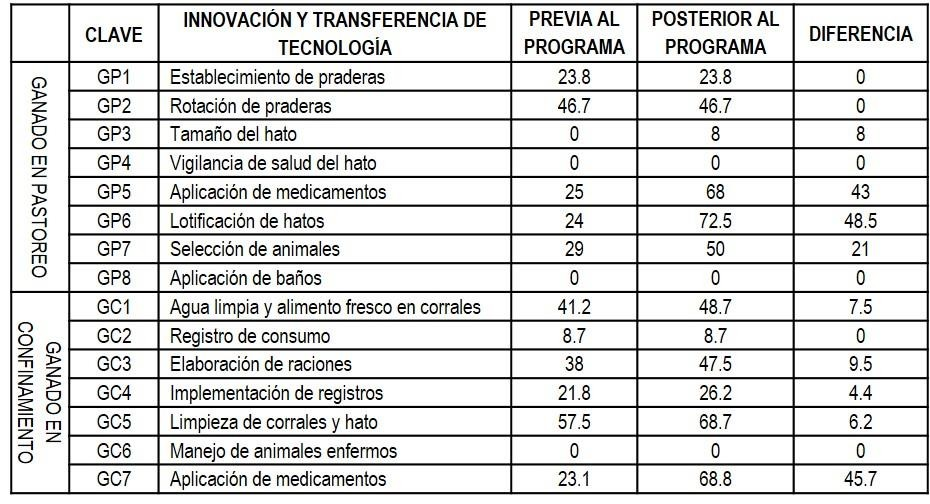 CLAVE INNOVACIÓN Y TRANSFERENCIA DE TECNOLOGÍA PREVIA AL PROGRAMA POSTERIOR AL PROGRAMA DIFERENCIA
GANADO EN PASTOREO
GP1 Establecimiento de praderas 23.8 23.8 0
GP2 Rotación de praderas 46.7 46.7 0
GP3 Tamaño del hato 0 8 8
GP4 Vigilancia de salud del hato 0 0 0
GP5 Aplicación de medicamentos 25 68 43
GP6 Lotificación de hatos 24 72.5 48.5
GP7 Selección de animales 29 50 21
GP8 Aplicación de baños 0 0 0
GANADO EN CONFINAMIENTO
GC1 Agua limpia y alimento fresco en corrales 41.2 48.7 7.5
GC2 Registro de consumo 8.7 8.7 0
GC3 Elaboración de raciones 38 47.5 9.5
GC4 Implementación de registros 21.8 26.2 4.4
GC5 Limpieza de corrales y hato 57.5 68.7 6.2
GC6 Manejo de animales enfermos 0 0 0
GC7 Aplicación de medicamentos 23.1 68.8 45.7